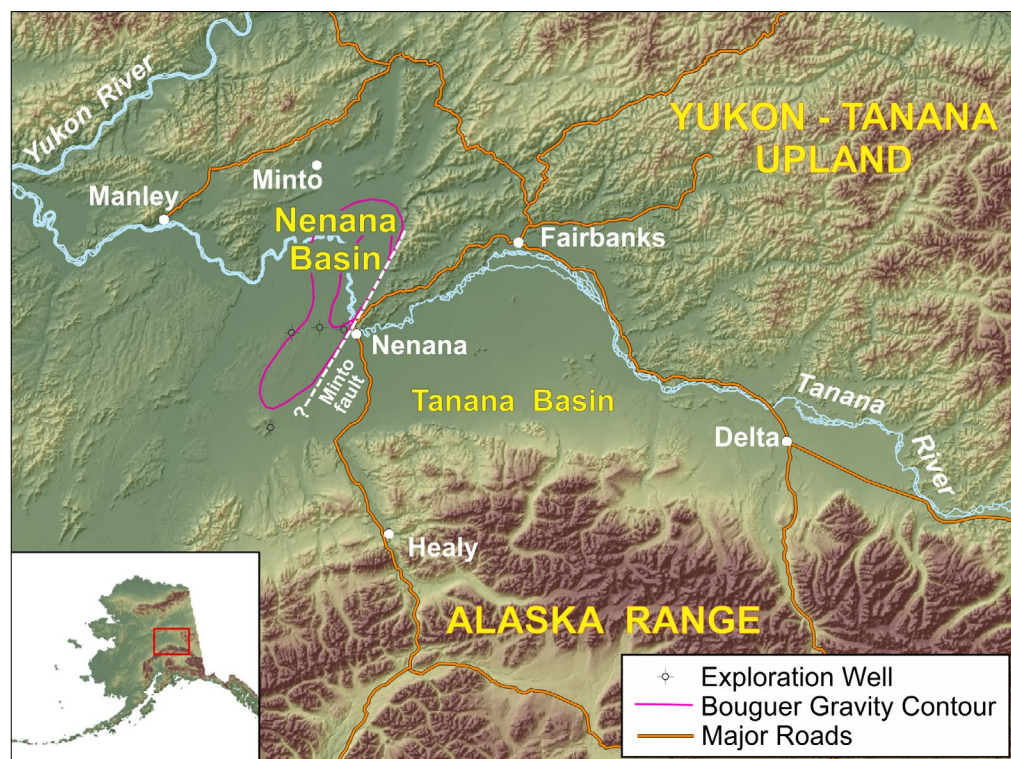 Yukon River
YUKON - TANANA
UPLAND
Minto
Manley
Nenana
Basin
Fairbanks
Nenana
?
Minto
fault
Tanana Basin
Tanana
River
Delta
Healy
ALASKA RANGE
Exploration Well
Bouguer Gravity Contour
Major Roads